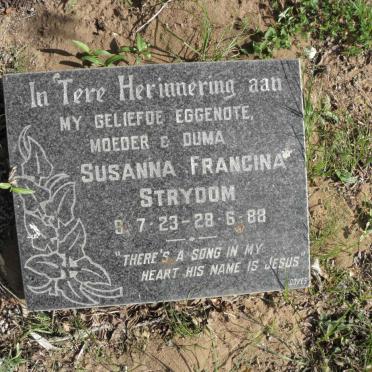 In Tere Herinnering aan
MY GELIEFDE EGGENOTE,
MOEDER & OUMA
SUSANNA FRANCINA
STRYDOM
9·7·23-28·6·88
"THERE'S A SONG IN MY
HEART HIS NAME IS JESUS"